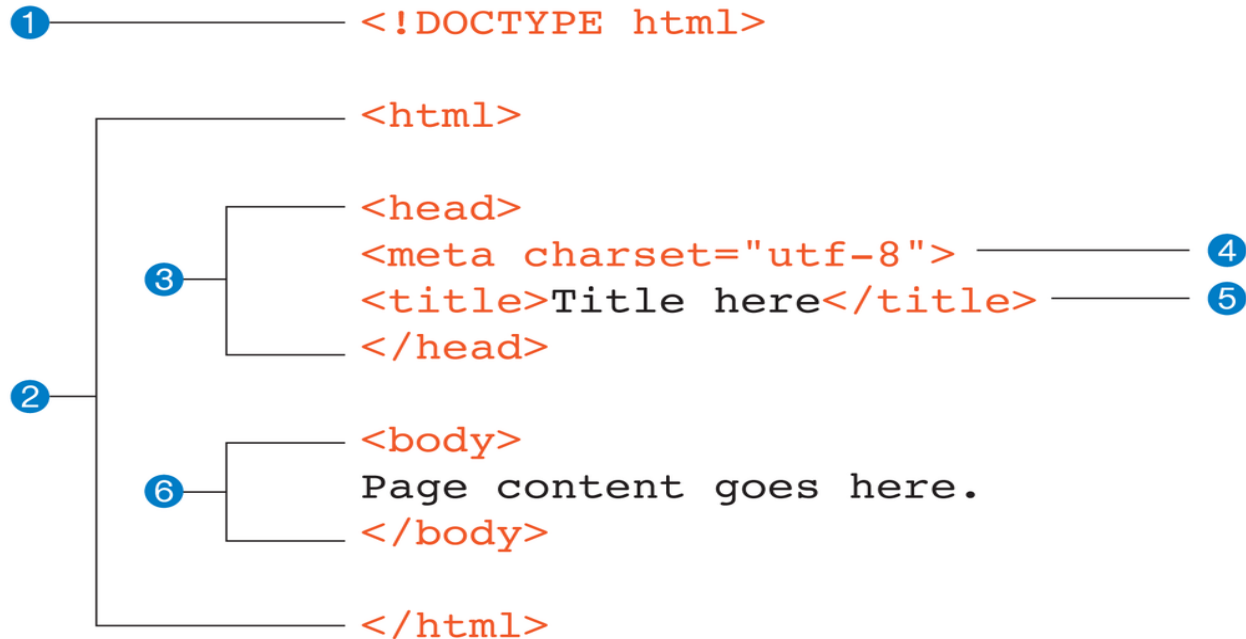 1 <!DOCTYPE html>
<html>
<head>
<meta charset="utf-8"> 4
3
<title>Title here</title> 5
</head>
2
<body>
6 Page content goes here.
</body>
</html>